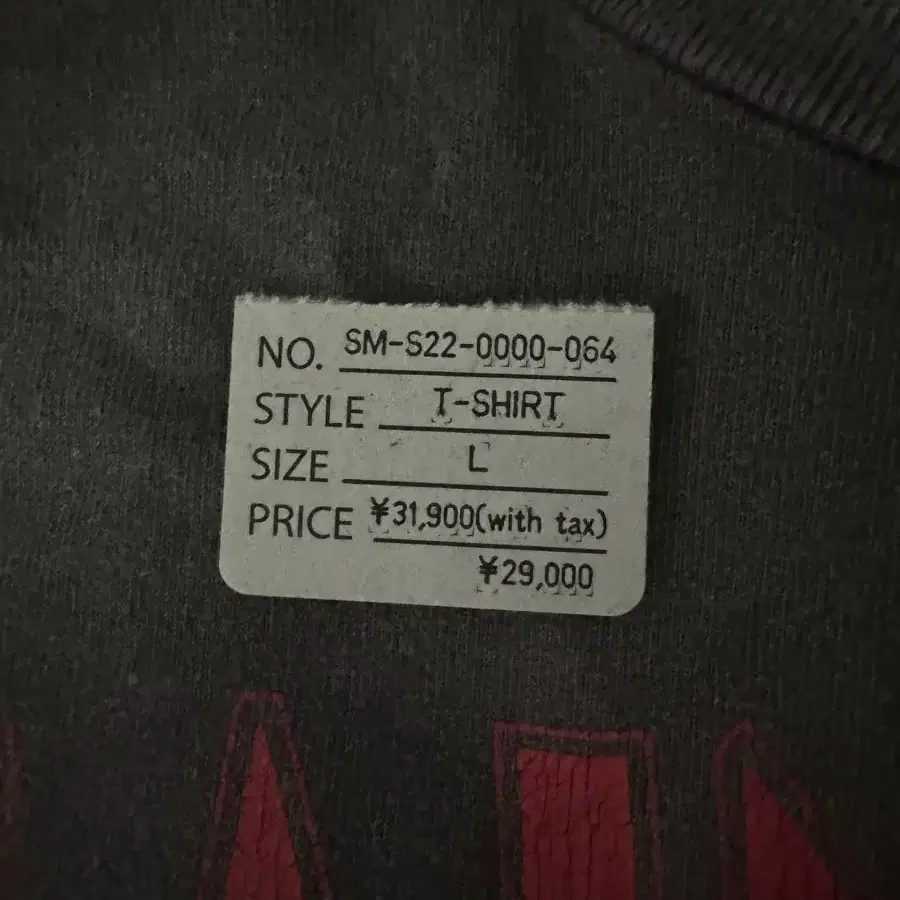 NO. SM-S22-0000-064
STYLE T-SHIRT
SIZE L
PRICE ¥31,900(with tax)
¥29,000